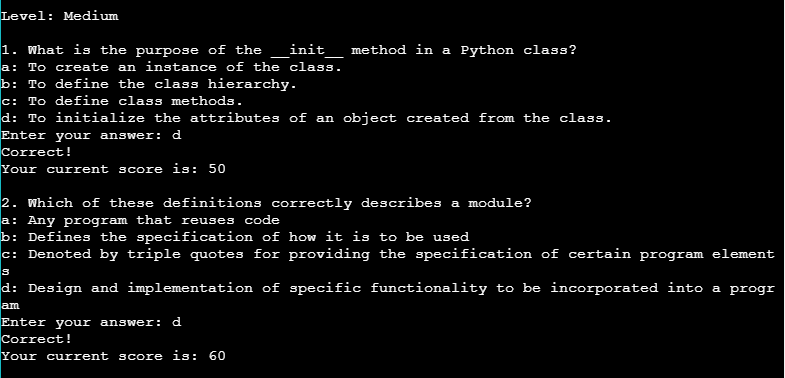 Level: Medium
1. What is the purpose of the __init__ method in a Python class?
a: To create an instance of the class.
b: To define the class hierarchy.
c: To define class methods.
d: To initialize the attributes of an object created from the class.
Enter your answer: d
Correct!
Your current score is: 50
2. Which of these definitions correctly describes a module?
a: Any program that reuses code
b: Defines the specification of how it is to be used
c: Denoted by triple quotes for providing the specification of certain program element
s
d: Design and implementation of specific functionality to be incorporated into a progr
am
Enter your answer: d
Correct!
Your current score is: 60